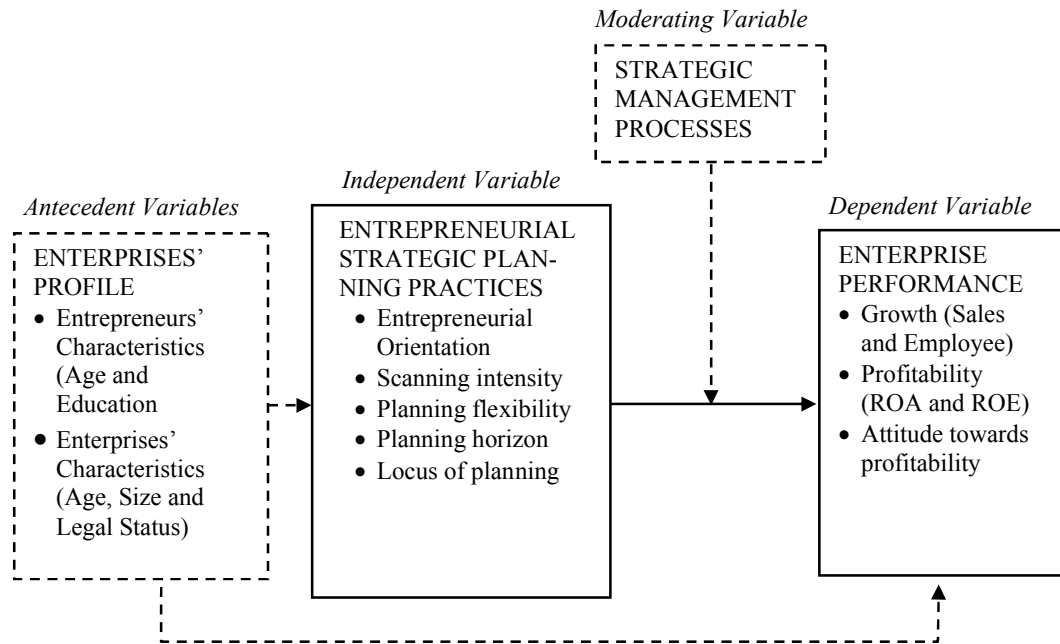 Moderating Variable
STRATEGIC
MANAGEMENT
PROCESSES
Independent Variable
Antecedent Variables
Dependent Variable
ENTERPRISES’
PROFILE
• Entrepreneurs’
Characteristics
(Age and
Education
• Enterprises’
Characteristics
(Age, Size and
Legal Status)
ENTREPRENEURIAL
STRATEGIC PLAN-
NING PRACTICES
• Entrepreneurial
Orientation
• Scanning intensity
• Planning flexibility
• Planning horizon
• Locus of planning
ENTERPRISE
PERFORMANCE
• Growth (Sales
and Employee)
• Profitability
(ROA and ROE)
• Attitude towards
profitability